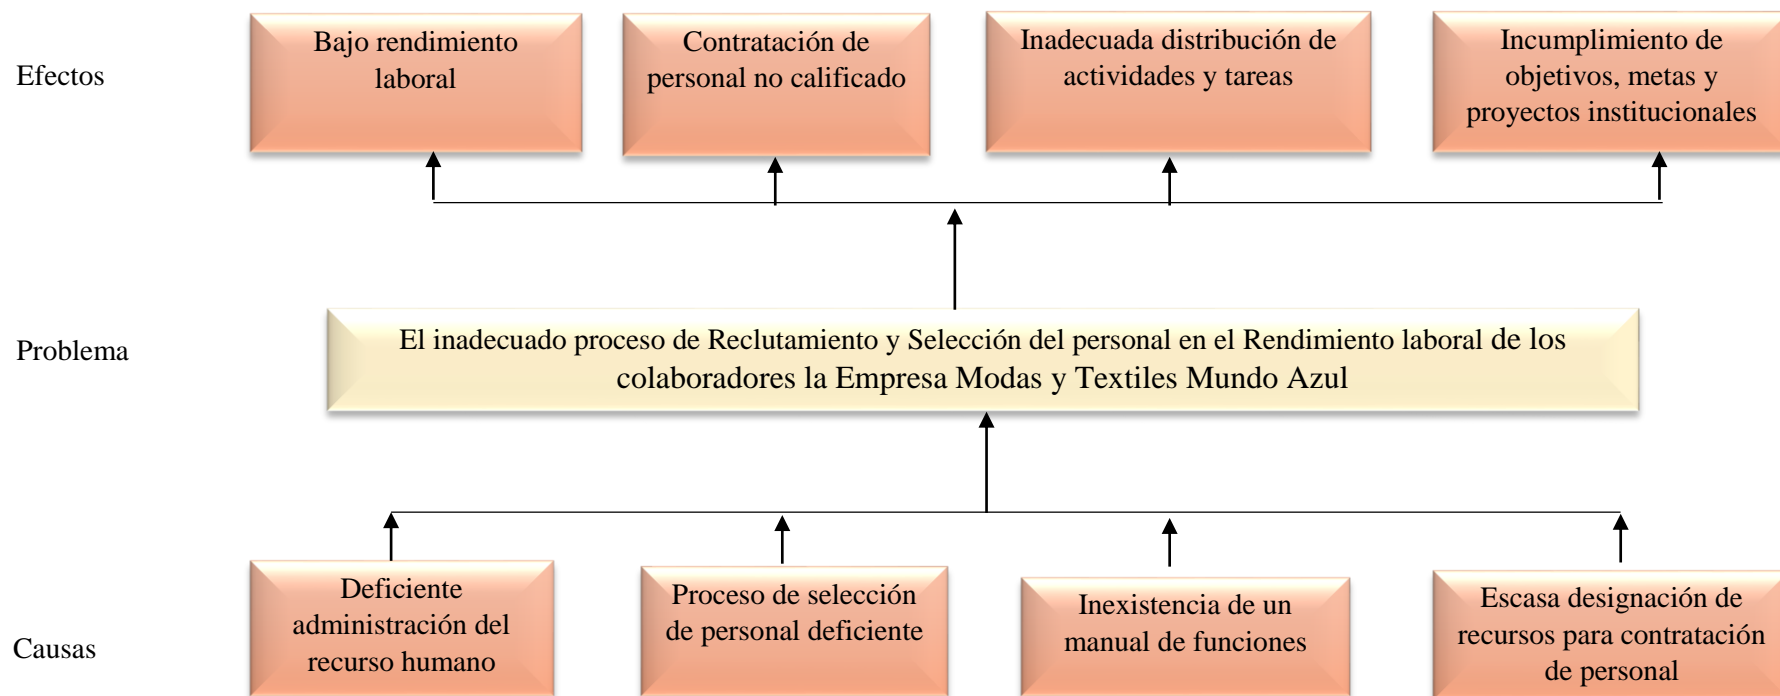 Efectos
Bajo rendimiento
laboral
Contratación de
personal no calificado
Inadecuada distribución de
actividades y tareas
Incumplimiento de
objetivos, metas y
proyectos institucionales
Problema
El inadecuado proceso de Reclutamiento y Selección del personal en el Rendimiento laboral de los
colaboradores la Empresa Modas y Textiles Mundo Azul
Causas
Deficiente
administración del
recurso humano
Proceso de selección
de personal deficiente
Inexistencia de un
manual de funciones
Escasa designación de
recursos para contratación
de personal